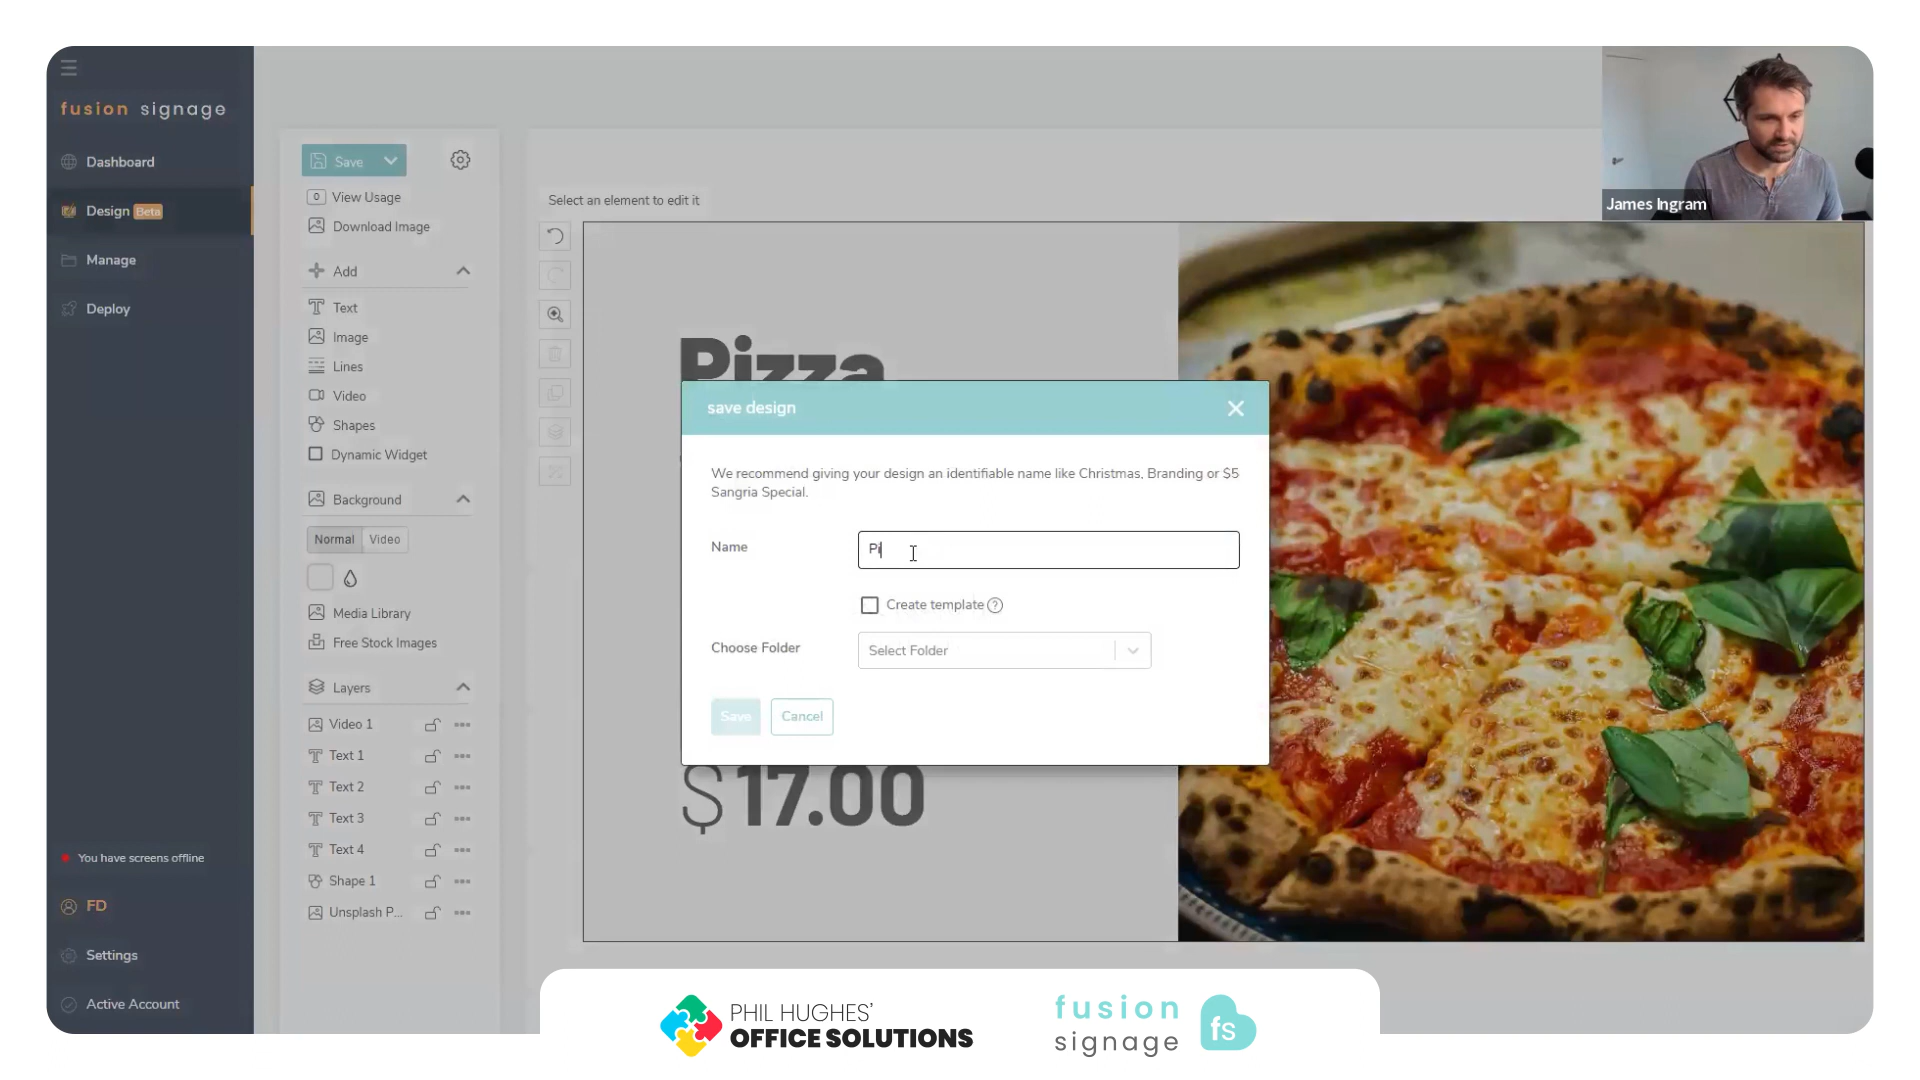 fusion signage
Dashboard
Design Beta
Manage
Deploy
You have screens offline
FD
Settings
Active Account
Save
View Usage
Download Image
Add
Text
Image
Lines
Video
Shapes
Dynamic Widget
Background
Normal Video
Media Library
Free Stock Images
Layers
Video 1
Text 1
Text 2
Text 3
Text 4
Shape 1
Unsplash P...
Select an element to edit it
Pizza
save design
We recommend giving your design an identifiable name like Christmas, Branding or $5
Sangria Special.
Name
Pi
Create template ?
Choose Folder
Select Folder
Save Cancel
$17.00
James Ingram
PHIL HUGHES'
OFFICE SOLUTIONS
fusion
signage
fs